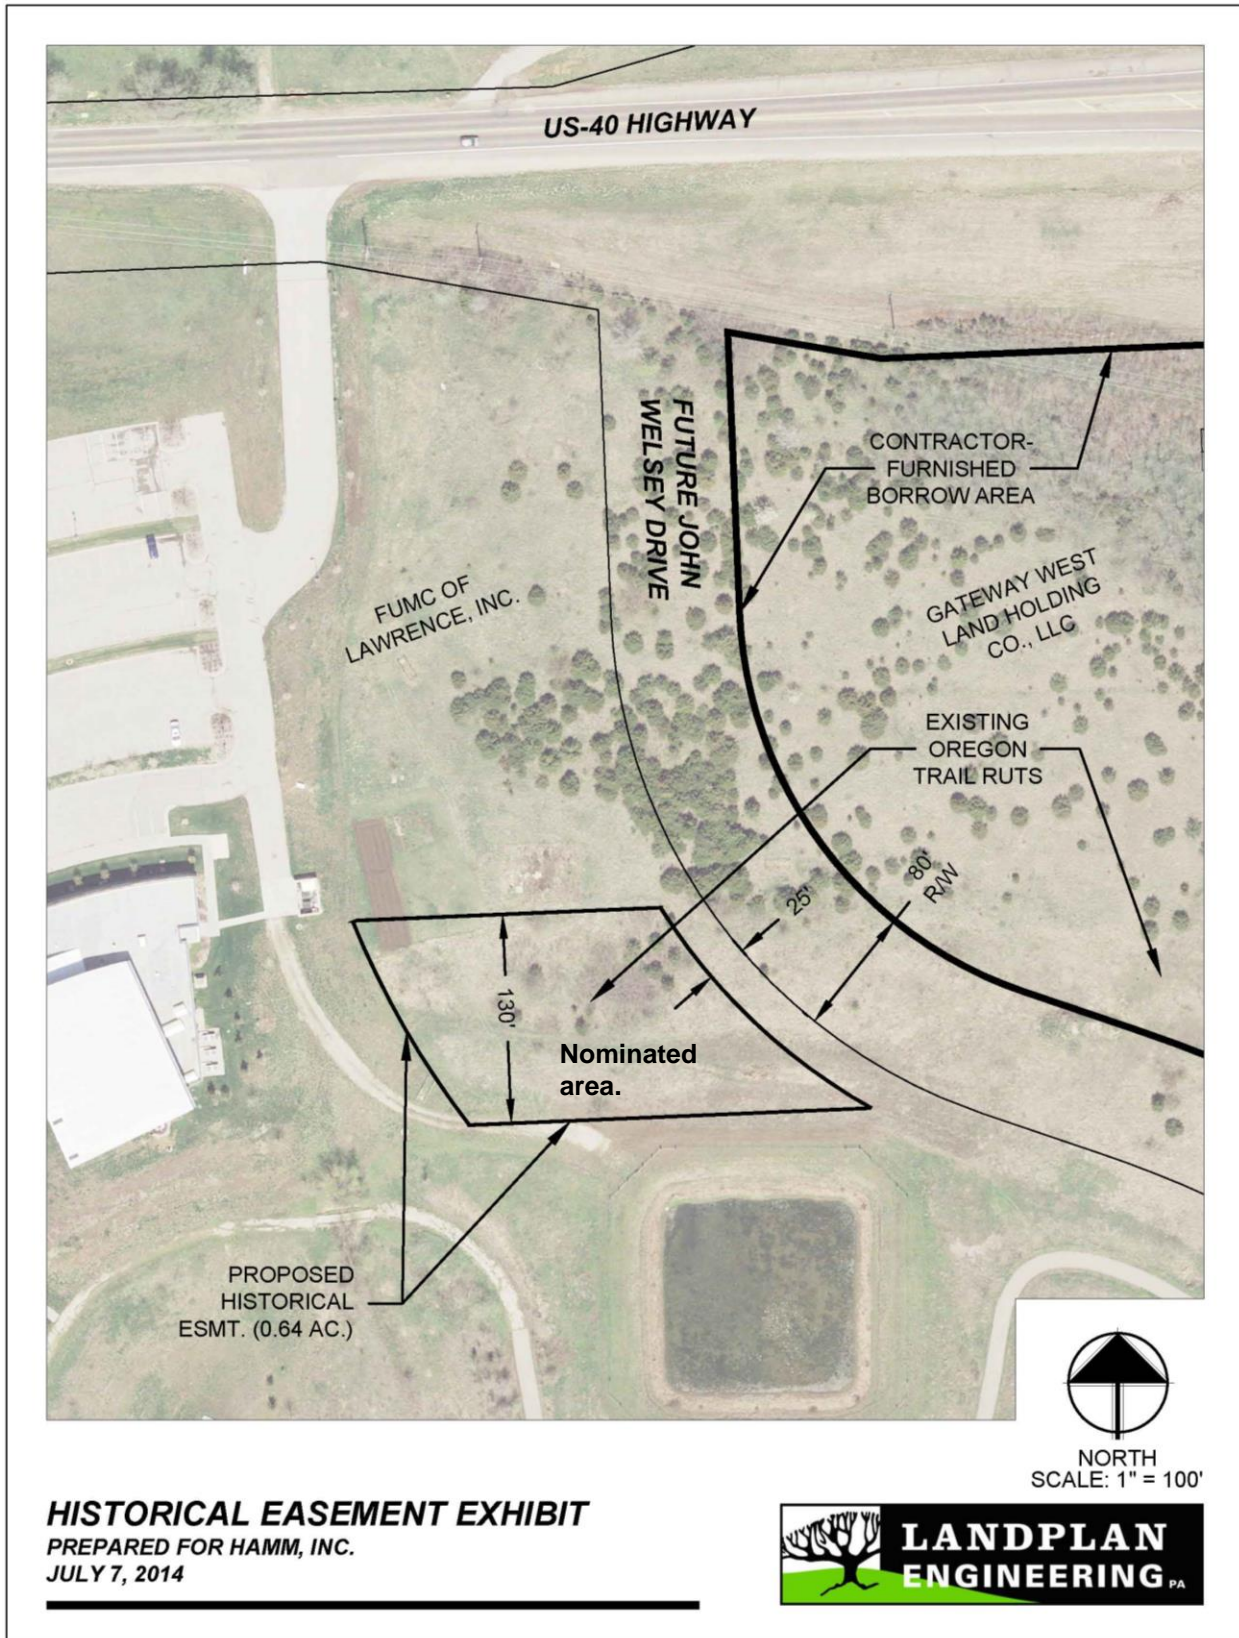 US-40 HIGHWAY
FUTURE JOHN
WELSEY DRIVE
CONTRACTOR-
FURNISHED
BORROW AREA
FUMC OF
LAWRENCE, INC.
GATEWAY WEST
LAND HOLDING
CO., LLC
EXISTING
OREGON
TRAIL RUTS
80'
R/W
25'
130'
Nominated
area.
PROPOSED
HISTORICAL
ESMT. (0.64 AC.)
NORTH
SCALE: 1" = 100'
HISTORICAL EASEMENT EXHIBIT
PREPARED FOR HAMM, INC.
JULY 7, 2014
LANDPLAN
ENGINEERING PA